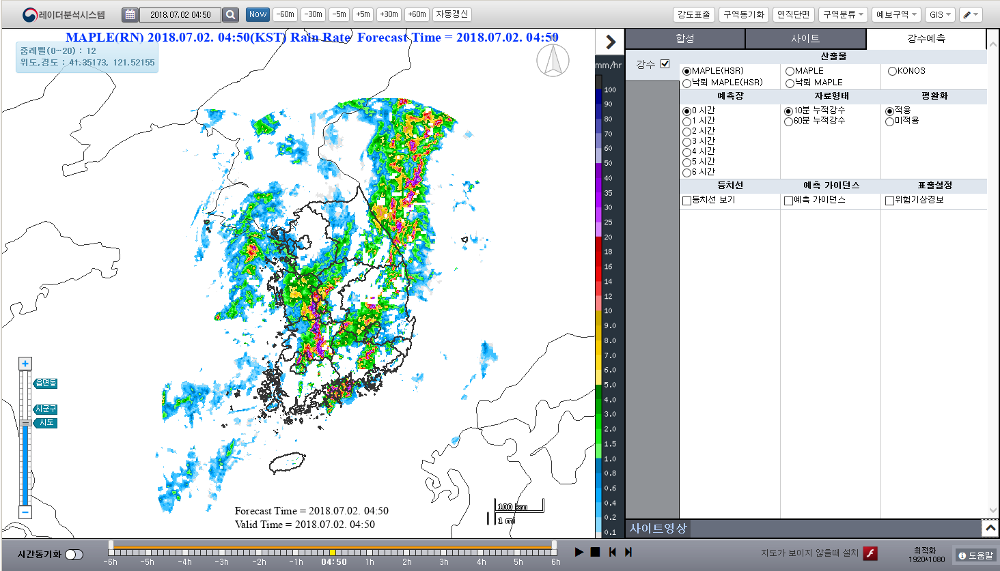 레이더분석시스템
2018.07.02 04:50
Now -60m -30m -5m +5m +30m +60m 자동갱신
강도표출 구역동기화 연직단면 구역분류 예보구역 GIS
MAPLE(RN) 2018.07.02. 04:50(KST) Rain Rate Forecast Time = 2018.07.02. 04:50
줌레벨(0~20) : 12
위도,경도 : 41.35173, 121.52155
mm/hr
100
90
80
70
60
50
40
35
30
25
20
18
16
14
12
10
9.0
8.0
7.0
6.0
5.0
4.0
3.0
2.0
1.5
1.0
0.8
0.6
0.4
0.2
0.1
합성 사이트 강수예측
강수
산출물
MAPLE(HSR) MAPLE KONOS
낙뢰 MAPLE(HSR) 낙뢰 MAPLE
예측장 자료형태 평활화
0 시간 10분 누적강수 적용
1 시간 60분 누적강수 미적용
2 시간
3 시간
4 시간
5 시간
6 시간
등치선 예측 가이던스 표출설정
등치선 보기 예측 가이던스 위험기상경보
+
읍면동
시군구
시도
−
100 km
1 mi
Forecast Time = 2018.07.02. 04:50
Valid Time = 2018.07.02. 04:50
사이트영상
시간동기화
-6h -5h -4h -3h -2h -1h 04:50 1h 2h 3h 4h 5h 6h
지도가 보이지 않을때 설치
최적화
1920*1080
도움말